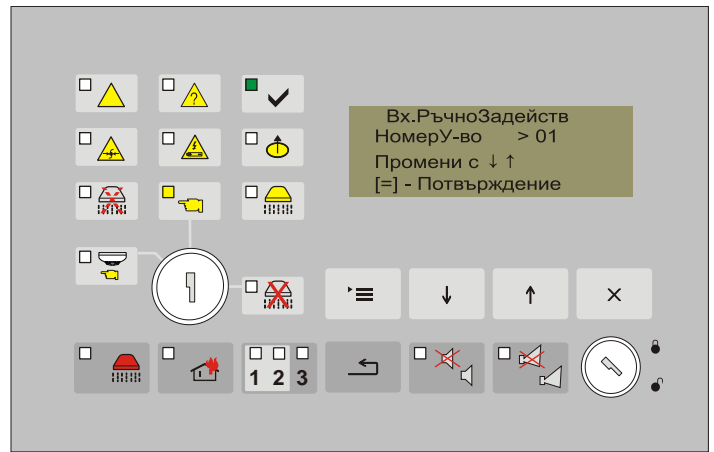 ?
Вх.РъчноЗадейств
НомерУ-во > 01
Промени с ↓ ↑
[=] - Потвърждение
1 2 3